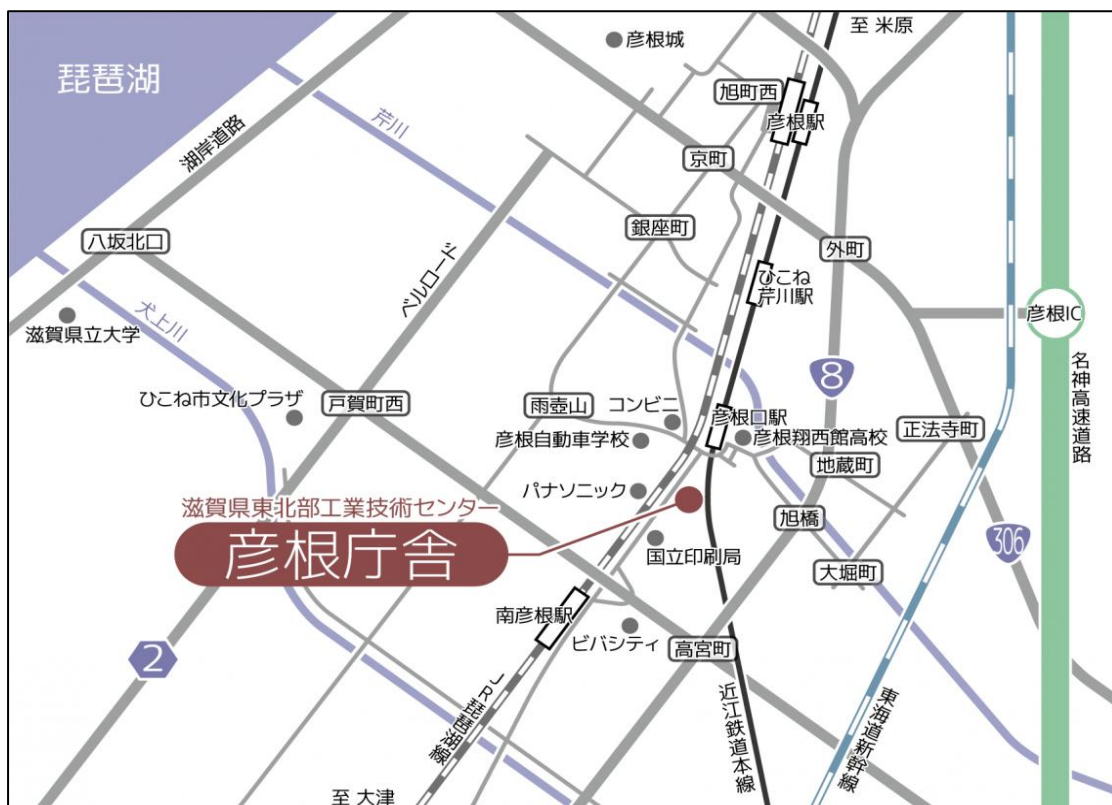 至 米原
彦根城
琵琶湖
旭町西
彦根駅
芹川
湖岸道路
京町
銀座町
八坂北口
外町
ベルロード
ひこね
芹川駅
彦根IC
滋賀県立大学
犬上川
8
名神高速道路
ひこね市文化プラザ
戸賀町西
雨壺山
コンビニ
彦根口駅
正法寺町
彦根自動車学校
彦根翔西館高校
地蔵町
パナソニック
滋賀県東北部工業技術センター
彦根庁舎
旭橋
306
国立印刷局
大堀町
南彦根駅
ビバシティ
高宮町
2
JR琵琶湖線
近江鉄道本線
東海道新幹線
至 大津